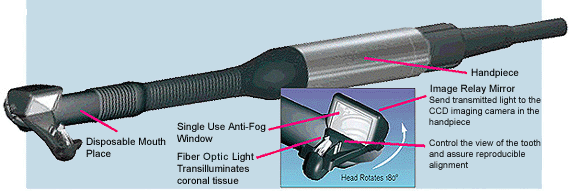 Handpiece
Image Relay Mirror
Send transmitted light to the
CCD imaging camera in the
handpiece
Disposable Mouth
Place
Single Use Anti-Fog
Window
Fiber Optic Light
Transilluminates
coronal tissue
Control the view of the tooth
and assure reproducible
alignment
Head Rotates 180°